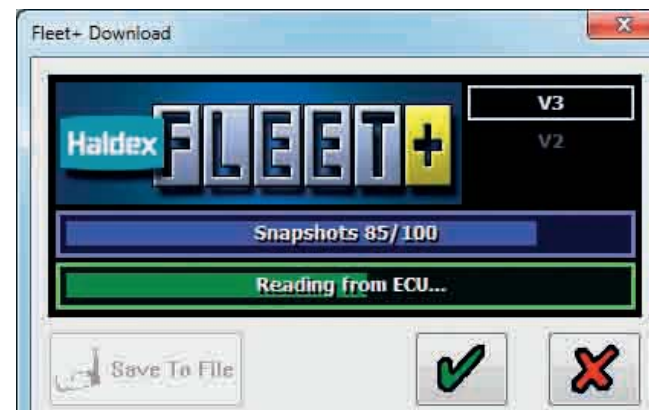 Fleet+ Download
Haldex FLEET+
V3
V2
Snapshots 85/100
Reading from ECU...
Save To File